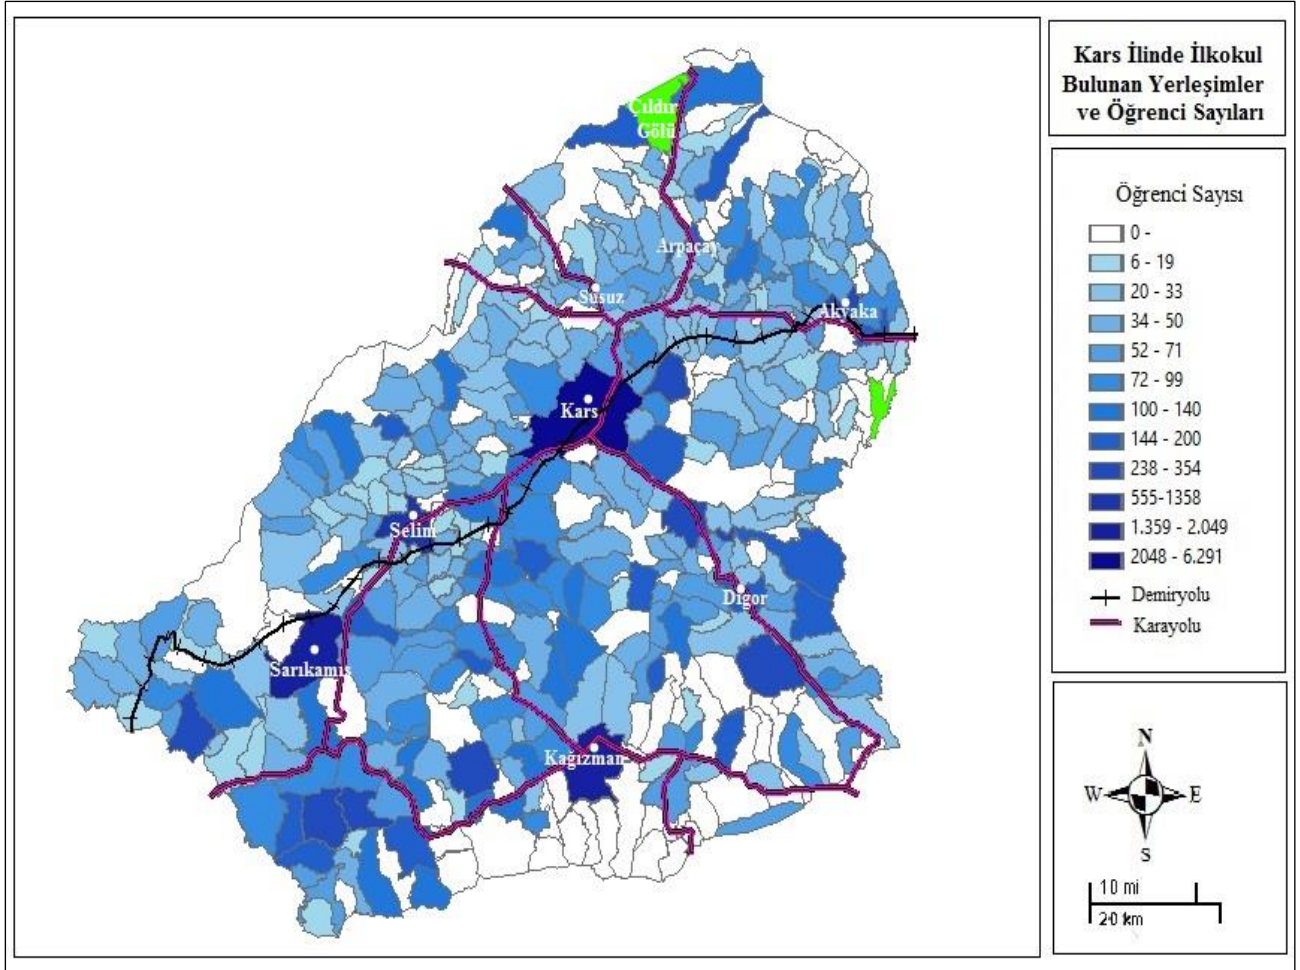 Kars İlinde İlkokul
Bulunan Yerleşimler
ve Öğrenci Sayıları
Çıldır
Gölü
Arpaçay
Susuz
Akyaka
Kars
Selim
Digor
Sarıkamış
Kağızman
Öğrenci Sayısı
0 -
6 - 19
20 - 33
34 - 50
52 - 71
72 - 99
100 - 140
144 - 200
238 - 354
555-1358
1.359 - 2.049
2048 - 6.291
Demiryolu
Karayolu
N
W E
S
10 mi
20 km